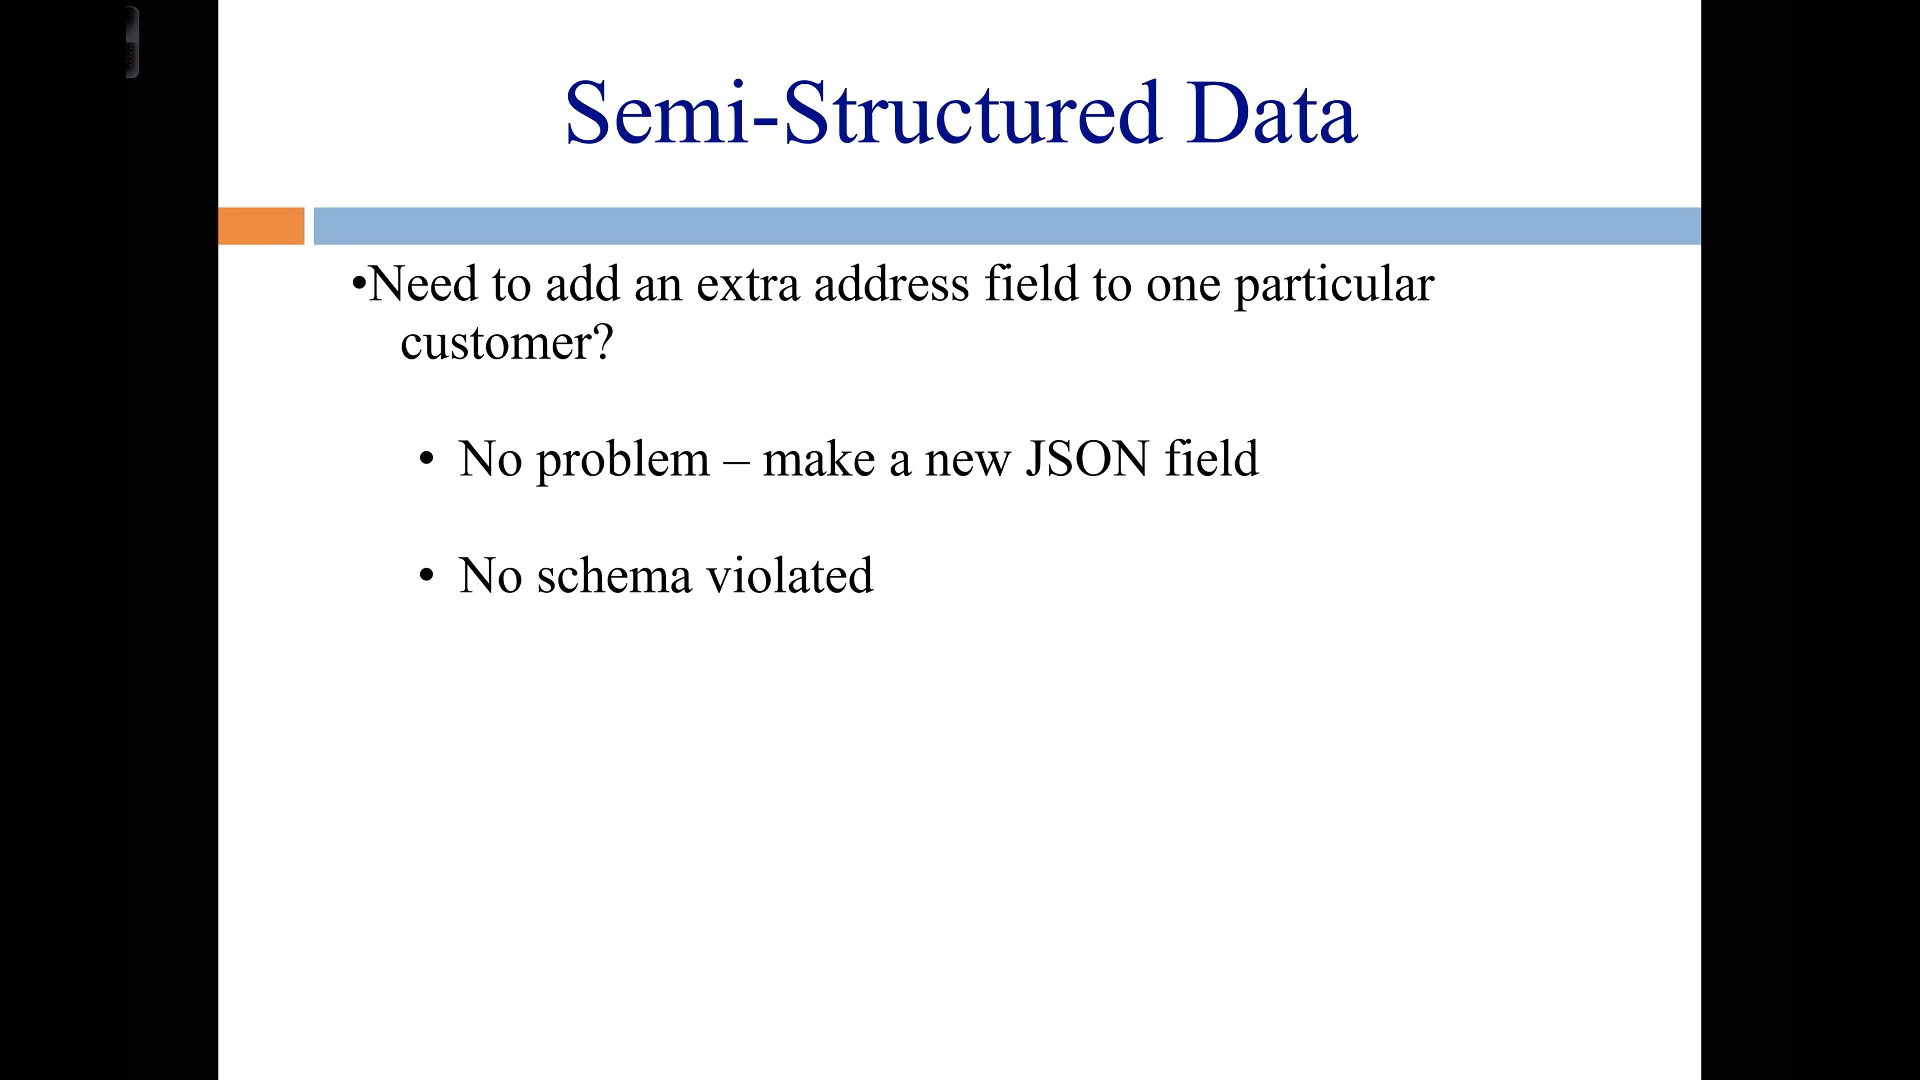 Semi-Structured Data
•Need to add an extra address field to one particular
customer?
• No problem – make a new JSON field
• No schema violated